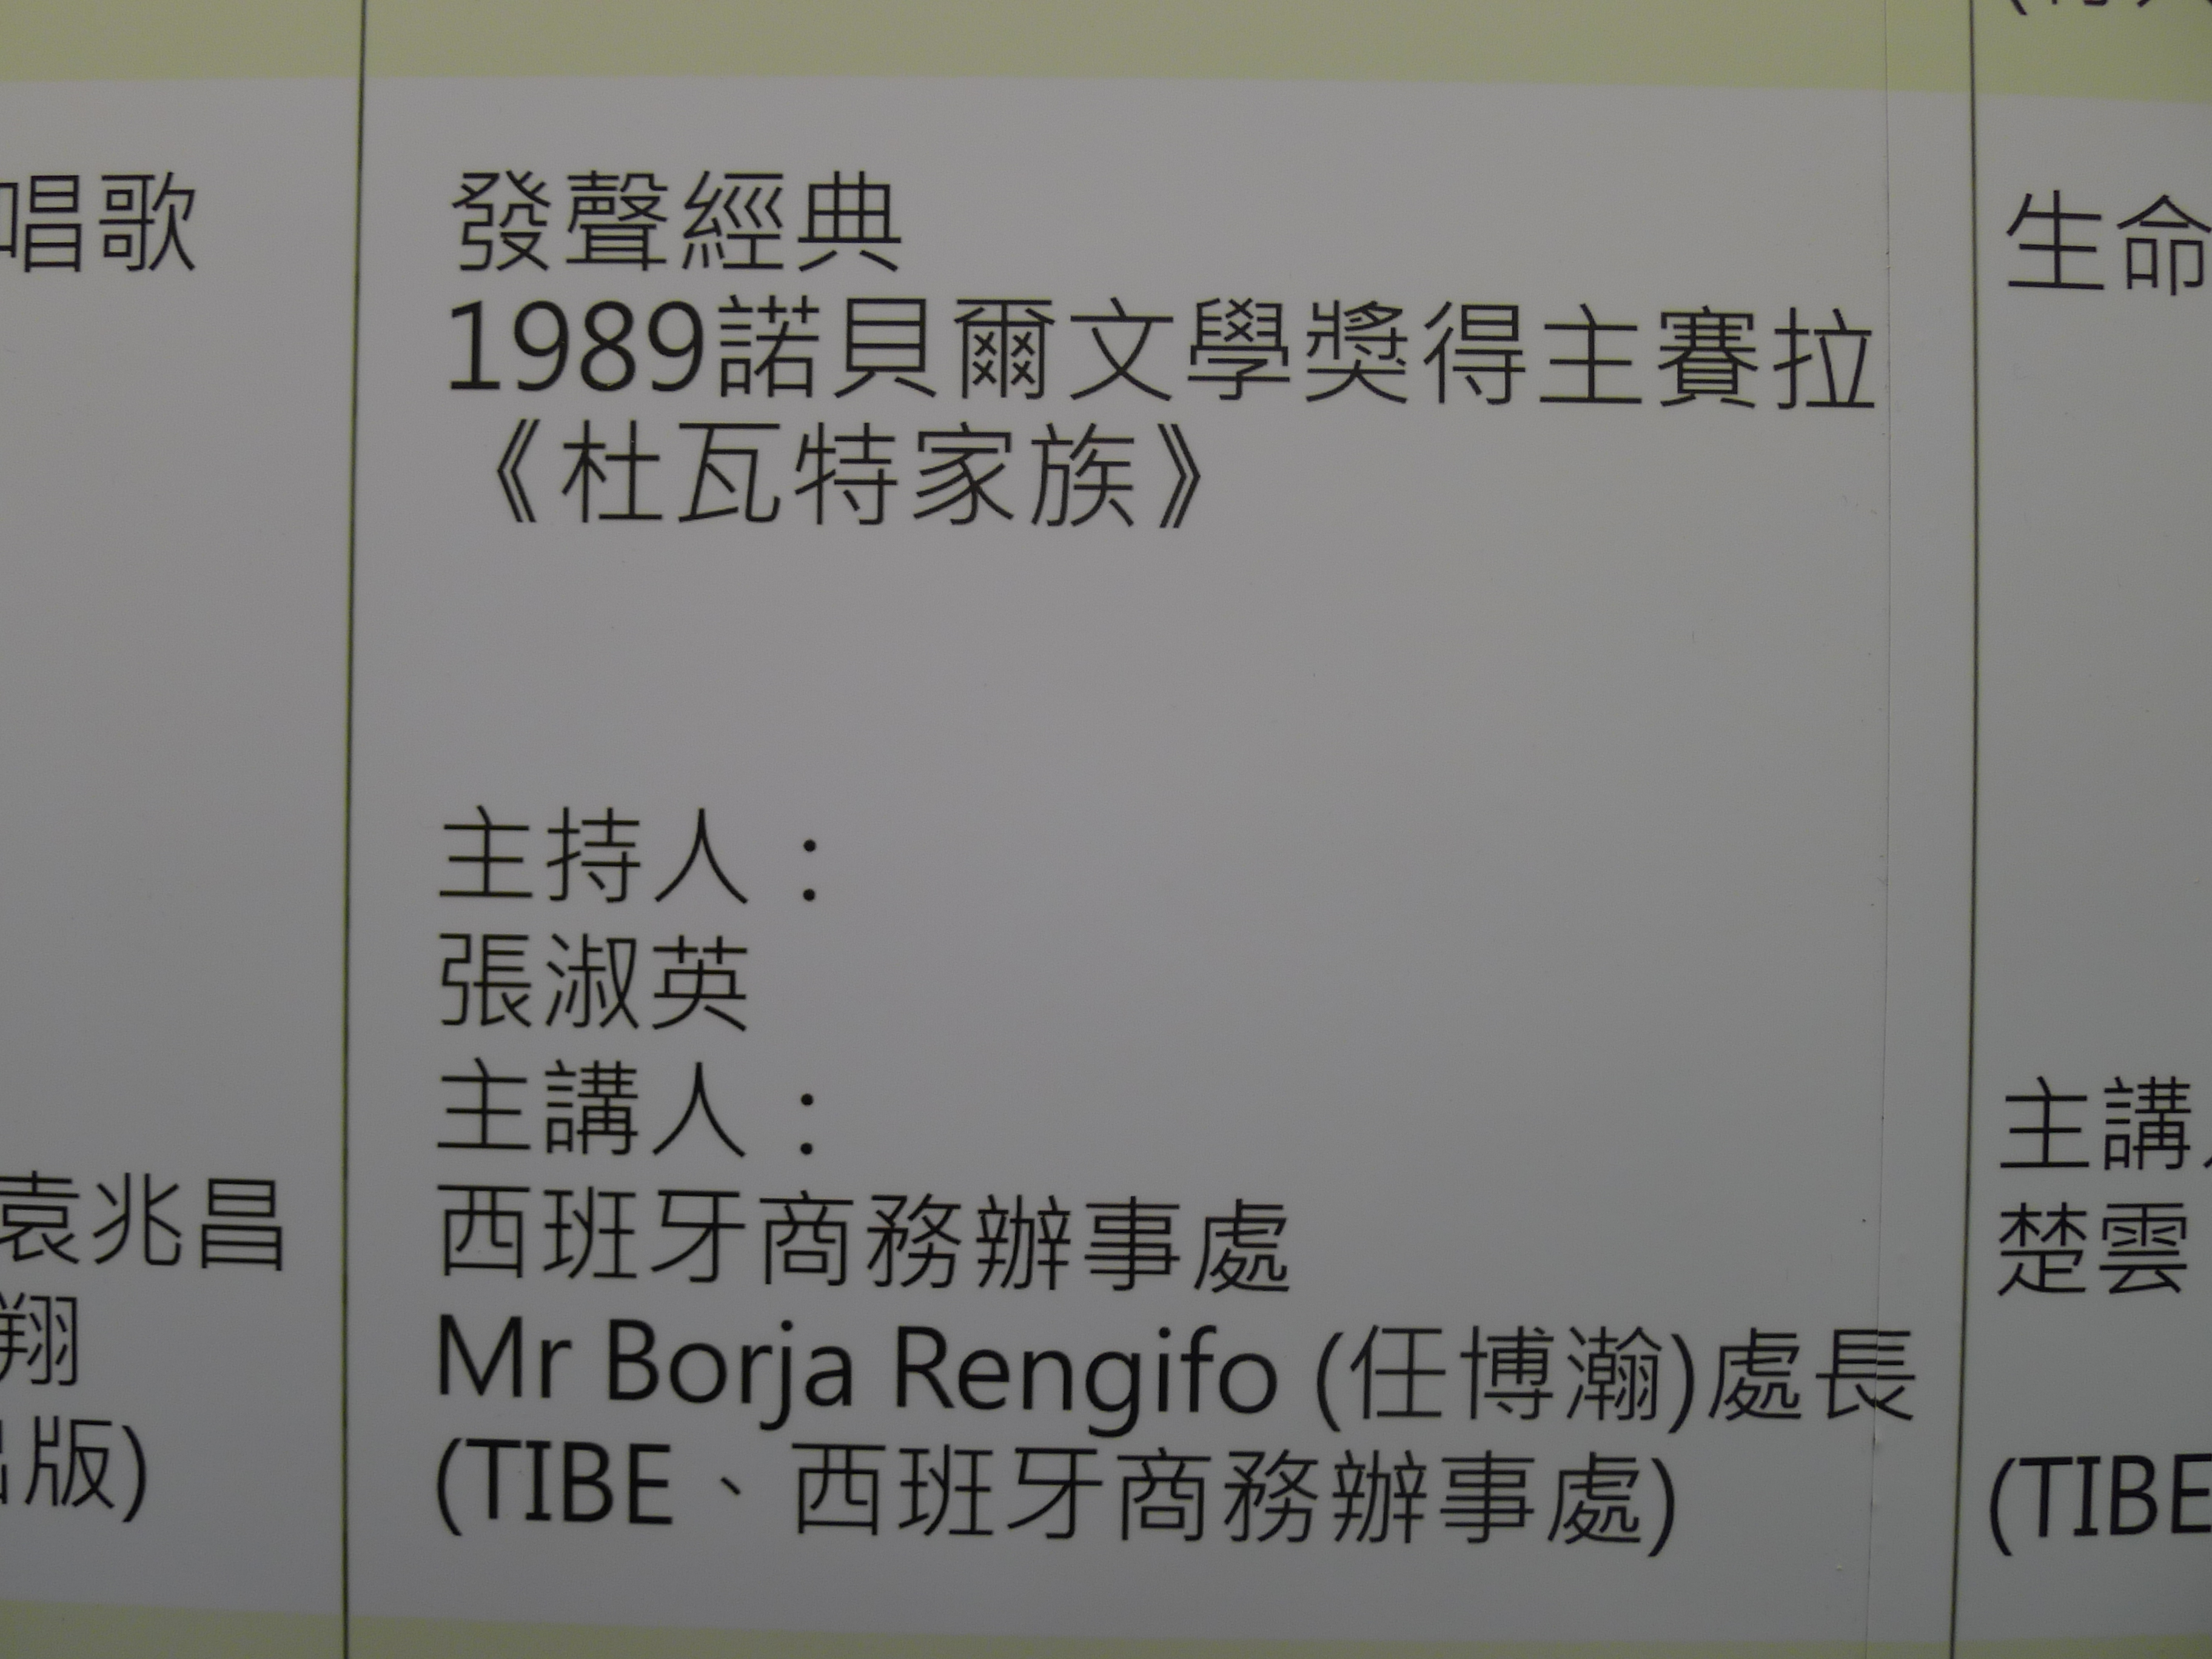 唱歌
袁兆昌
翔
版)
發聲經典
1989諾貝爾文學獎得主賽拉
《杜瓦特家族》
主持人：
張淑英
主講人：
西班牙商務辦事處
Mr Borja Rengifo (任博瀚)處長
(TIBE、西班牙商務辦事處)
生命
主講
楚雲
(TIBE